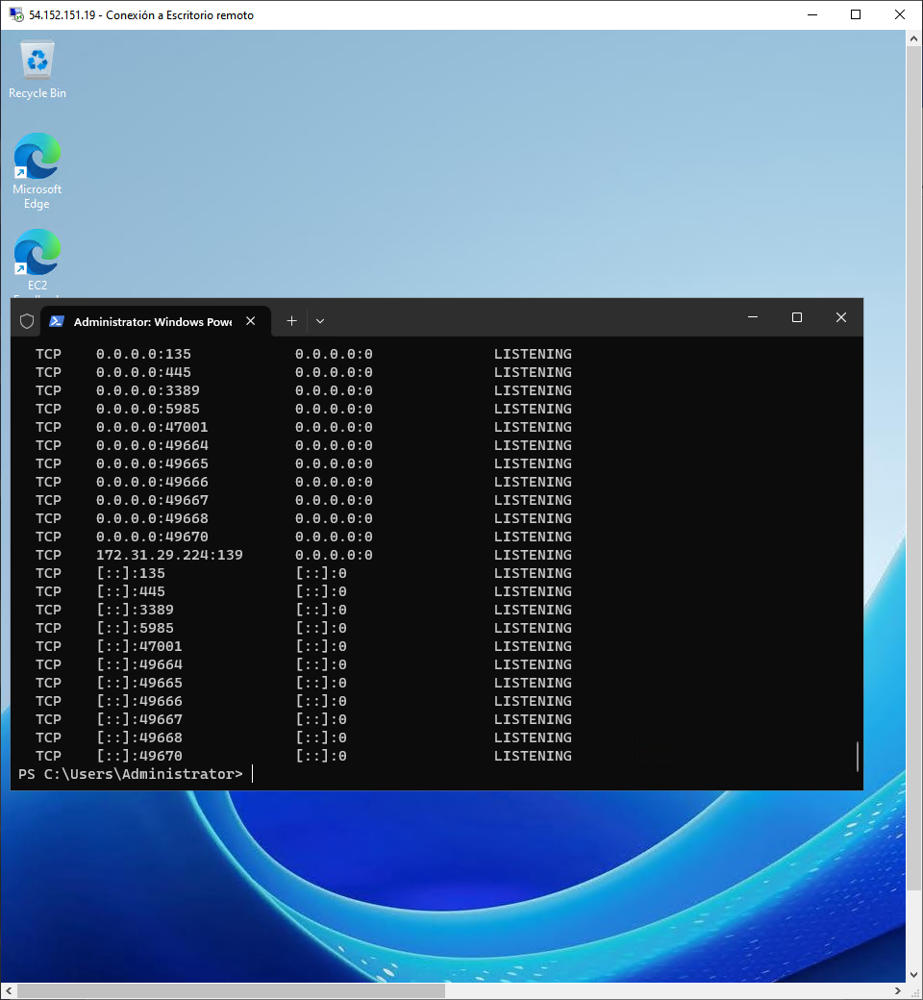 54.152.151.19 - Conexión a Escritorio remoto
Recycle Bin
Microsoft
Edge
EC2
Administrator: Windows Powe
TCP 0.0.0.0:135 0.0.0.0:0 LISTENING
TCP 0.0.0.0:445 0.0.0.0:0 LISTENING
TCP 0.0.0.0:3389 0.0.0.0:0 LISTENING
TCP 0.0.0.0:5985 0.0.0.0:0 LISTENING
TCP 0.0.0.0:47001 0.0.0.0:0 LISTENING
TCP 0.0.0.0:49664 0.0.0.0:0 LISTENING
TCP 0.0.0.0:49665 0.0.0.0:0 LISTENING
TCP 0.0.0.0:49666 0.0.0.0:0 LISTENING
TCP 0.0.0.0:49667 0.0.0.0:0 LISTENING
TCP 0.0.0.0:49668 0.0.0.0:0 LISTENING
TCP 0.0.0.0:49670 0.0.0.0:0 LISTENING
TCP 172.31.29.224:139 0.0.0.0:0 LISTENING
TCP [::]:135 [::]:0 LISTENING
TCP [::]:445 [::]:0 LISTENING
TCP [::]:3389 [::]:0 LISTENING
TCP [::]:5985 [::]:0 LISTENING
TCP [::]:47001 [::]:0 LISTENING
TCP [::]:49664 [::]:0 LISTENING
TCP [::]:49665 [::]:0 LISTENING
TCP [::]:49666 [::]:0 LISTENING
TCP [::]:49667 [::]:0 LISTENING
TCP [::]:49668 [::]:0 LISTENING
TCP [::]:49670 [::]:0 LISTENING
PS C:\Users\Administrator>